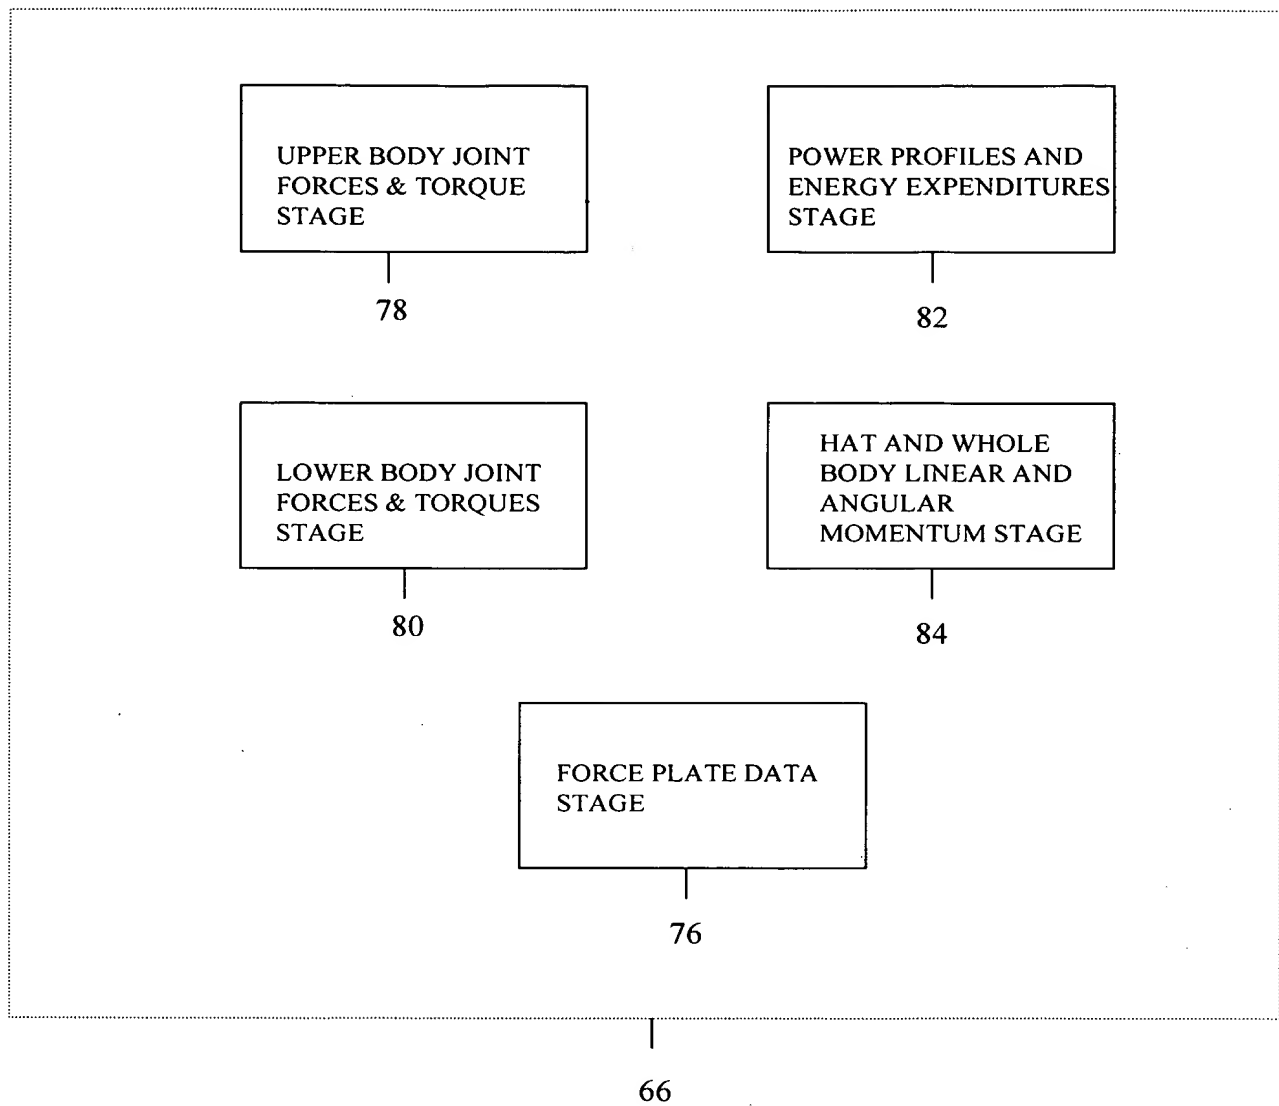 UPPER BODY JOINT
FORCES & TORQUE
STAGE
78
POWER PROFILES AND
ENERGY EXPENDITURES
STAGE
82
LOWER BODY JOINT
FORCES & TORQUES
STAGE
80
HAT AND WHOLE
BODY LINEAR AND
ANGULAR
MOMENTUM STAGE
84
FORCE PLATE DATA
STAGE
76
66